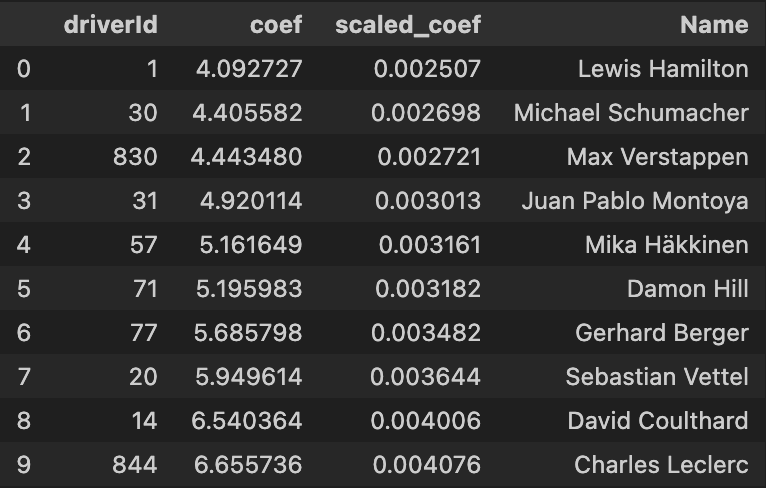 driverId coef scaled_coef Name
0 1 4.092727 0.002507 Lewis Hamilton
1 30 4.405582 0.002698 Michael Schumacher
2 830 4.443480 0.002721 Max Verstappen
3 31 4.920114 0.003013 Juan Pablo Montoya
4 57 5.161649 0.003161 Mika Häkkinen
5 71 5.195983 0.003182 Damon Hill
6 77 5.685798 0.003482 Gerhard Berger
7 20 5.949614 0.003644 Sebastian Vettel
8 14 6.540364 0.004006 David Coulthard
9 844 6.655736 0.004076 Charles Leclerc